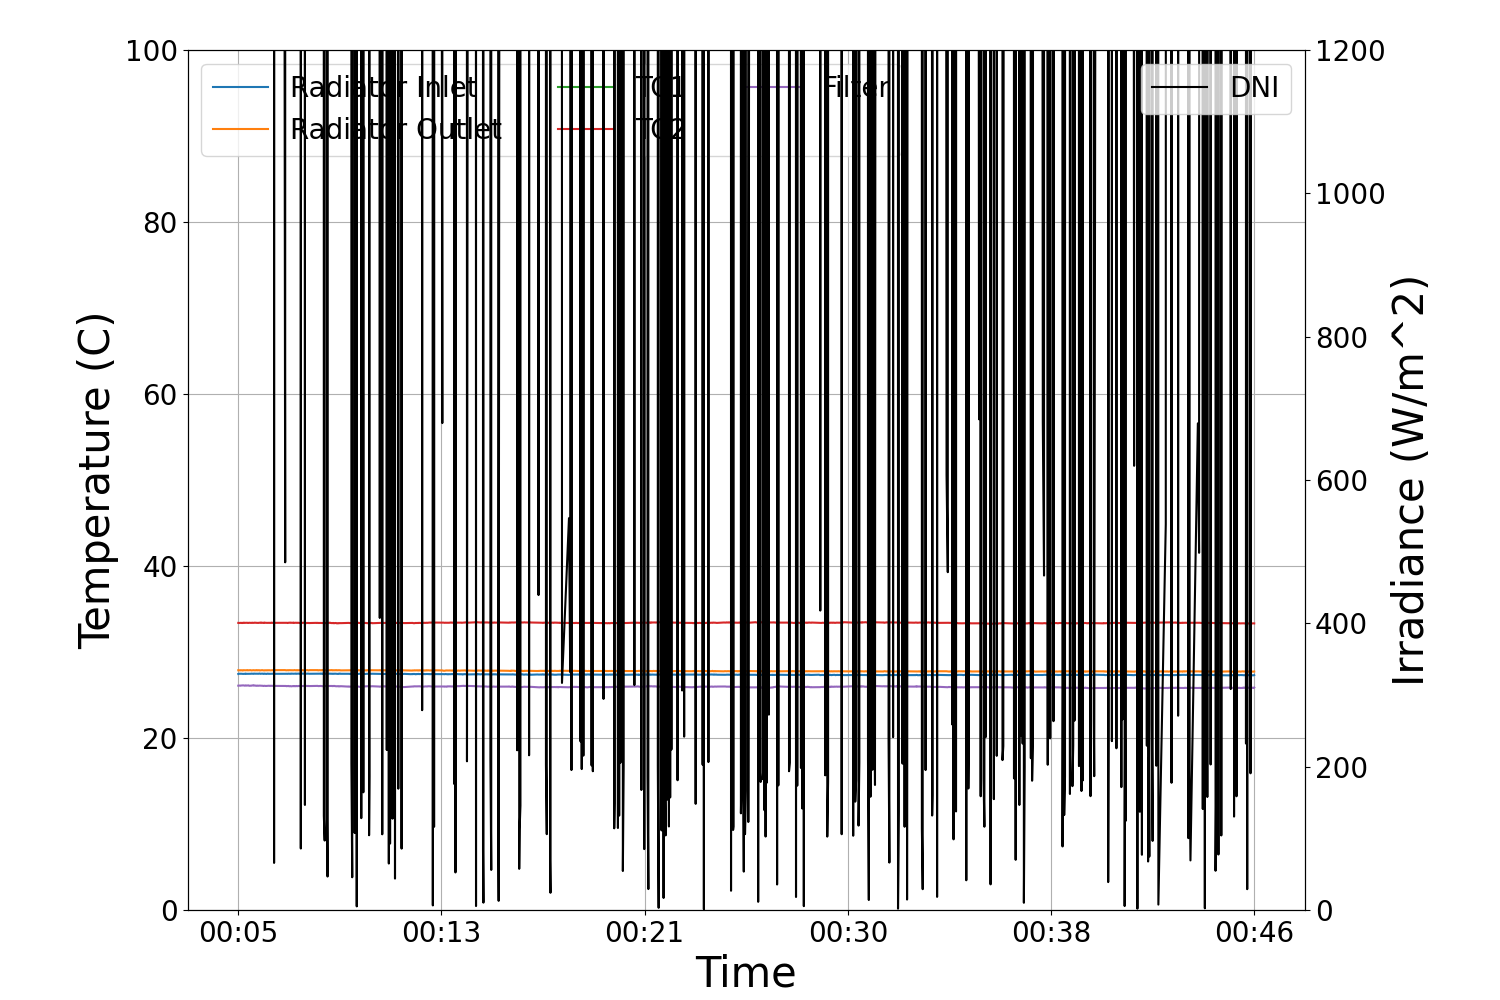 Radiator Inlet
Radiator Outlet
TC1
TC2
Filter
DNI
100
80
60
40
20
0
Temperature (C)
1200
1000
800
600
400
200
0
Irradiance (W/m^2)
00:05 00:13 00:21 00:30 00:38 00:46
Time